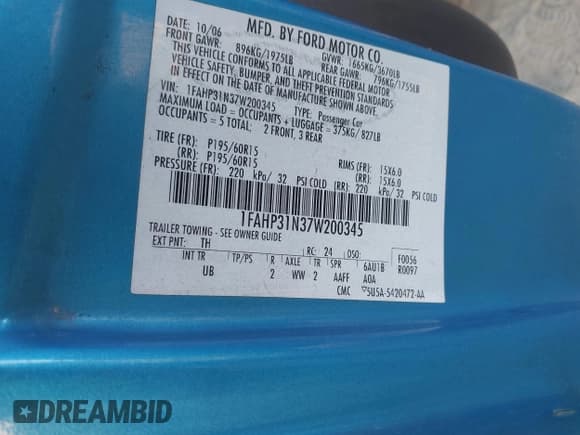 MFD. BY FORD MOTOR CO.
DATE: 10/06 GVWR: 1665KG/3670LB
FRONT GAWR: 896KG/1975LB REAR GAWR: 796KG/1755LB
THIS VEHICLE CONFORMS TO ALL APPLICABLE FEDERAL MOTOR
VEHICLE SAFETY, BUMPER, AND THEFT PREVENTION STANDARDS
IN EFFECT ON THE DATE OF MANUFACTURE SHOWN ABOVE.
VIN: 1FAHP31N37W200345 TYPE: Passenger Car
MAXIMUM LOAD = OCCUPANTS + LUGGAGE = 375KG/ 827LB
OCCUPANTS = 5 TOTAL: 2 FRONT, 3 REAR
TIRE (FR): P195/60R15 RIMS (FR): 15X6.0
(RR): P195/60R15 (RR): 15X6.0
PRESSURE (FR): 220 kPa/ 32 PSI COLD (RR): 220 kPa/ 32 PSI COLD
1FAHP31N37W200345
TRAILER TOWING - SEE OWNER GUIDE
EXT PNT: TH RC: 24 DSO: F0056
INT TR TP/PS R AXLE TR SPR 6AU1B R0097
UB 2 WW 2 AAFF A0A
CMC 5U5A-5420472-AA
DREAMBID